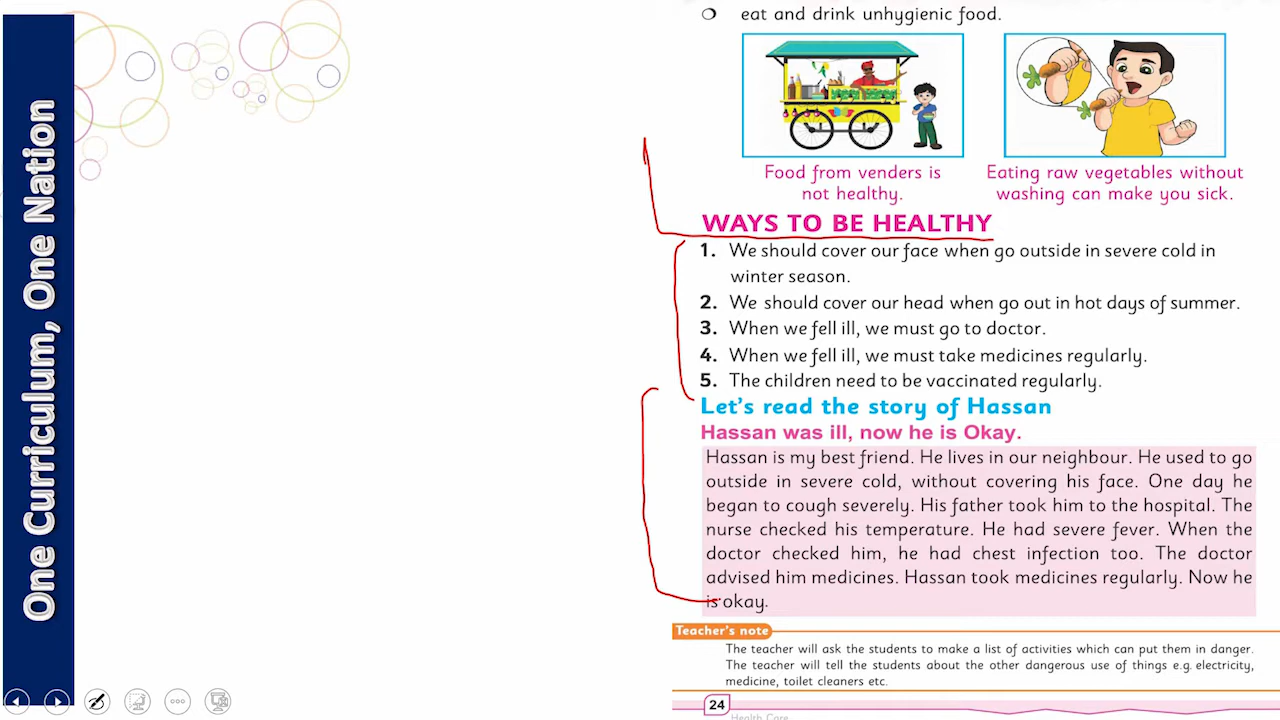 One Curriculum, One Nation
eat and drink unhygienic food.
Food from venders is
not healthy.
Eating raw vegetables without
washing can make you sick.
WAYS TO BE HEALTHY
1. We should cover our face when go outside in severe cold in
winter season.
2. We should cover our head when go out in hot days of summer.
3. When we fell ill, we must go to doctor.
4. When we fell ill, we must take medicines regularly.
5. The children need to be vaccinated regularly.
Let's read the story of Hassan
Hassan was ill, now he is Okay.
Hassan is my best friend. He lives in our neighbour. He used to go
outside in severe cold, without covering his face. One day he
began to cough severely. His father took him to the hospital. The
nurse checked his temperature. He had severe fever. When the
doctor checked him, he had chest infection too. The doctor
advised him medicines. Hassan took medicines regularly. Now he
is okay.
Teacher's note
The teacher will ask the students to make a list of activities which can put them in danger.
The teacher will tell the students about the other dangerous use of things e.g. electricity,
medicine, toilet cleaners etc.
24
Health Care